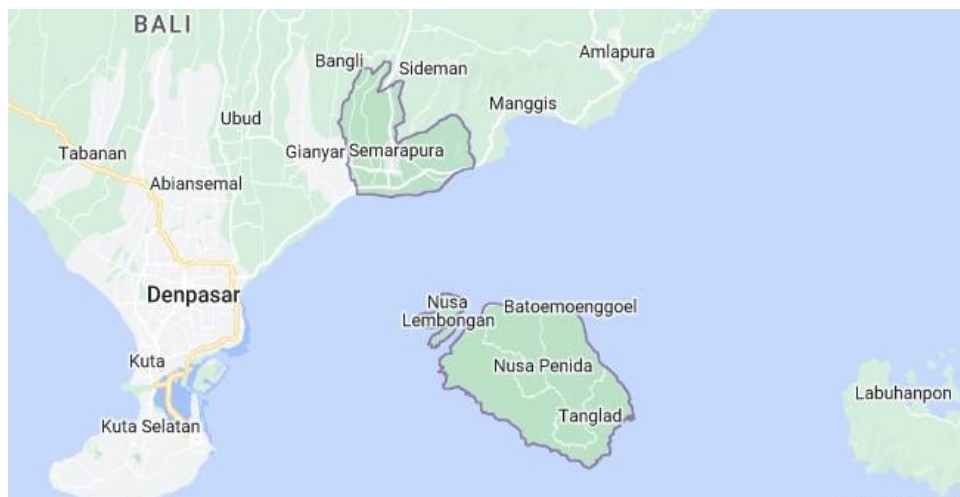 BALI
Amlapura
Bangli
Sideman
Manggis
Ubud
Tabanan
Gianyar
Semarapura
Abiansemal
Denpasar
Nusa
Lembongan
Batoemoenggoel
Kuta
Nusa Penida
Labuhanpon
Tanglad
Kuta Selatan